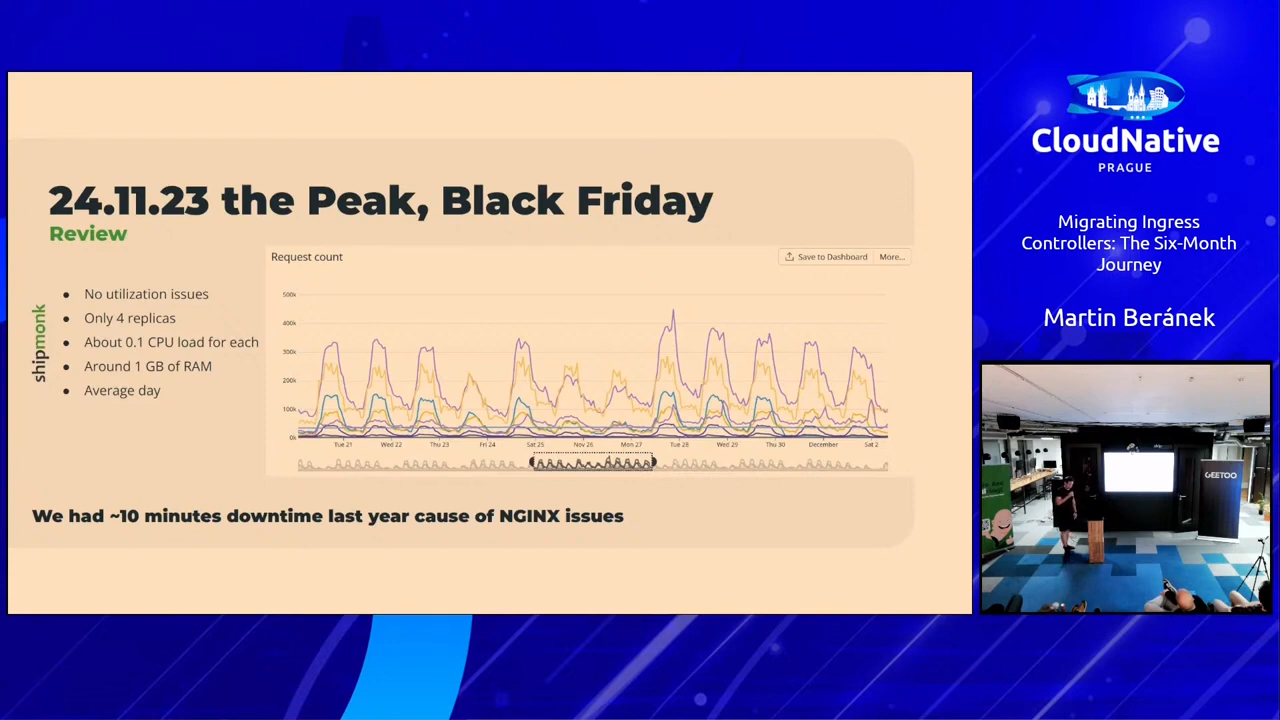 24.11.23 the Peak, Black Friday
Review
shipmonk
No utilization issues
Only 4 replicas
About 0.1 CPU load for each
Around 1 GB of RAM
Average day
Request count
Save to Dashboard
More...
500k
400k
300k
200k
100k
0k
Tue 21
Wed 22
Thu 23
Fri 24
Sat 25
Nov 26
Mon 27
Tue 28
Wed 29
Thu 30
December
Sat 2
We had ~10 minutes downtime last year cause of NGINX issues
CloudNative
PRAGUE
Migrating Ingress
Controllers: The Six-Month
Journey
Martin Beránek
GEETOO